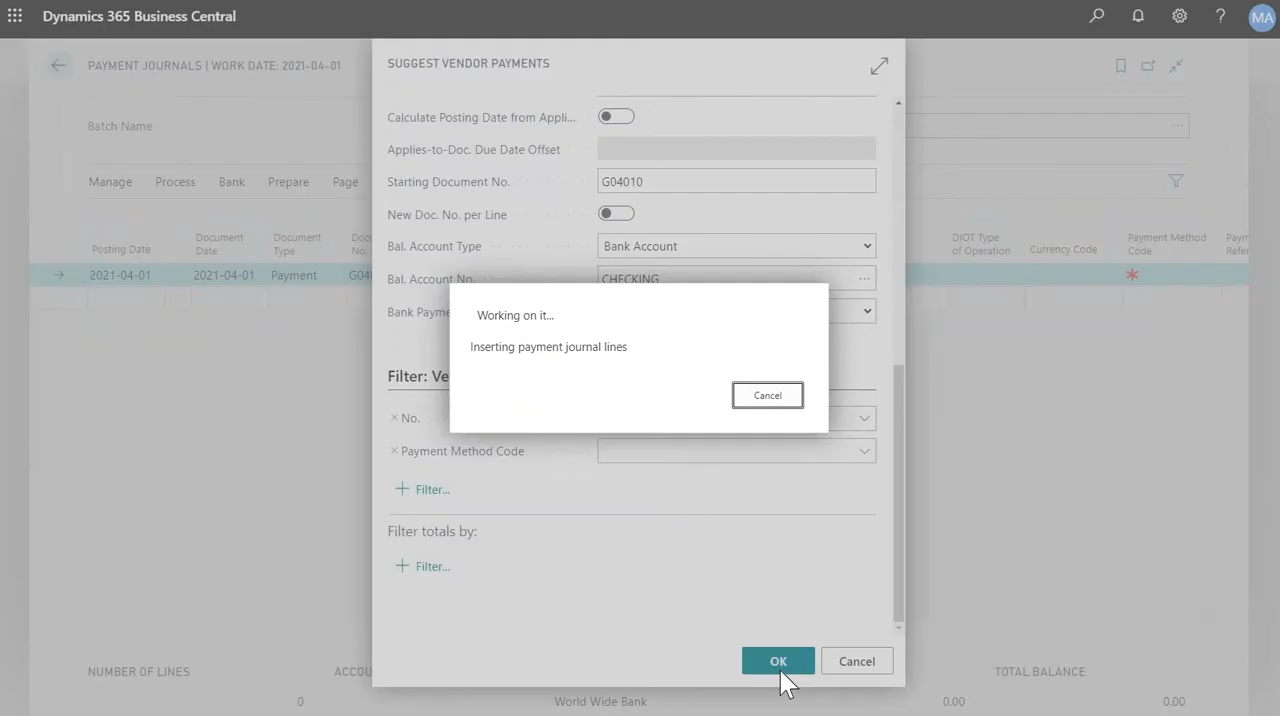 Dynamics 365 Business Central
?
MA
PAYMENT JOURNALS | WORK DATE: 2021-04-01
SUGGEST VENDOR PAYMENTS
Batch Name
Calculate Posting Date from Appli...
Applies-to-Doc. Due Date Offset
Manage Process Bank Prepare Page
Starting Document No. G04010
New Doc. No. per Line
Posting Date
Document Date
Document Type
Bal. Account Type Bank Account
DIOT Type of Operation
Currency Code
Payment Method Code
2021-04-01 2021-04-01 Payment
Bal. Account No. CHECKING
*
Working on it...
Inserting payment journal lines
Cancel
No.
Payment Method Code
+ Filter...
Filter totals by:
+ Filter...
OK Cancel
NUMBER OF LINES
TOTAL BALANCE
0 World Wide Bank 0.00 0.00